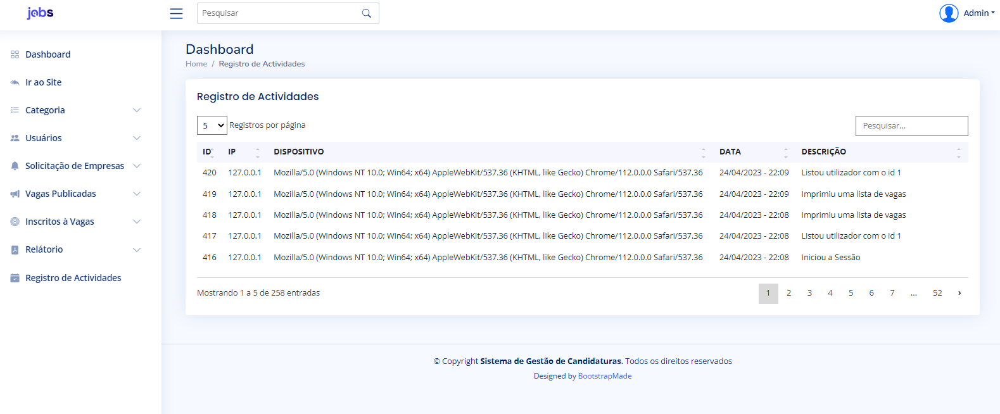 jobs
Pesquisar
Admin
Dashboard
Ir ao Site
Categoria
Usuários
Solicitação de Empresas
Vagas Publicadas
Inscritos à Vagas
Relátorio
Registro de Actividades
Dashboard
Home / Registro de Actividades
Registro de Actividades
5 Registros por página
Pesquisar...
ID IP DISPOSITIVO DATA DESCRIÇÃO
420 127.0.0.1 Mozilla/5.0 (Windows NT 10.0; Win64; x64) AppleWebKit/537.36 (KHTML, like Gecko) Chrome/112.0.0.0 Safari/537.36 24/04/2023 - 22:09 Listou utilizador com o id 1
419 127.0.0.1 Mozilla/5.0 (Windows NT 10.0; Win64; x64) AppleWebKit/537.36 (KHTML, like Gecko) Chrome/112.0.0.0 Safari/537.36 24/04/2023 - 22:09 Imprimiu uma lista de vagas
418 127.0.0.1 Mozilla/5.0 (Windows NT 10.0; Win64; x64) AppleWebKit/537.36 (KHTML, like Gecko) Chrome/112.0.0.0 Safari/537.36 24/04/2023 - 22:08 Imprimiu uma lista de vagas
417 127.0.0.1 Mozilla/5.0 (Windows NT 10.0; Win64; x64) AppleWebKit/537.36 (KHTML, like Gecko) Chrome/112.0.0.0 Safari/537.36 24/04/2023 - 22:08 Listou utilizador com o id 1
416 127.0.0.1 Mozilla/5.0 (Windows NT 10.0; Win64; x64) AppleWebKit/537.36 (KHTML, like Gecko) Chrome/112.0.0.0 Safari/537.36 24/04/2023 - 22:08 Iniciou a Sessão
Mostrando 1 a 5 de 258 entradas
1 2 3 4 5 6 7 ... 52 ›
© Copyright Sistema de Gestão de Candidaturas. Todos os direitos reservados
Designed by BootstrapMade